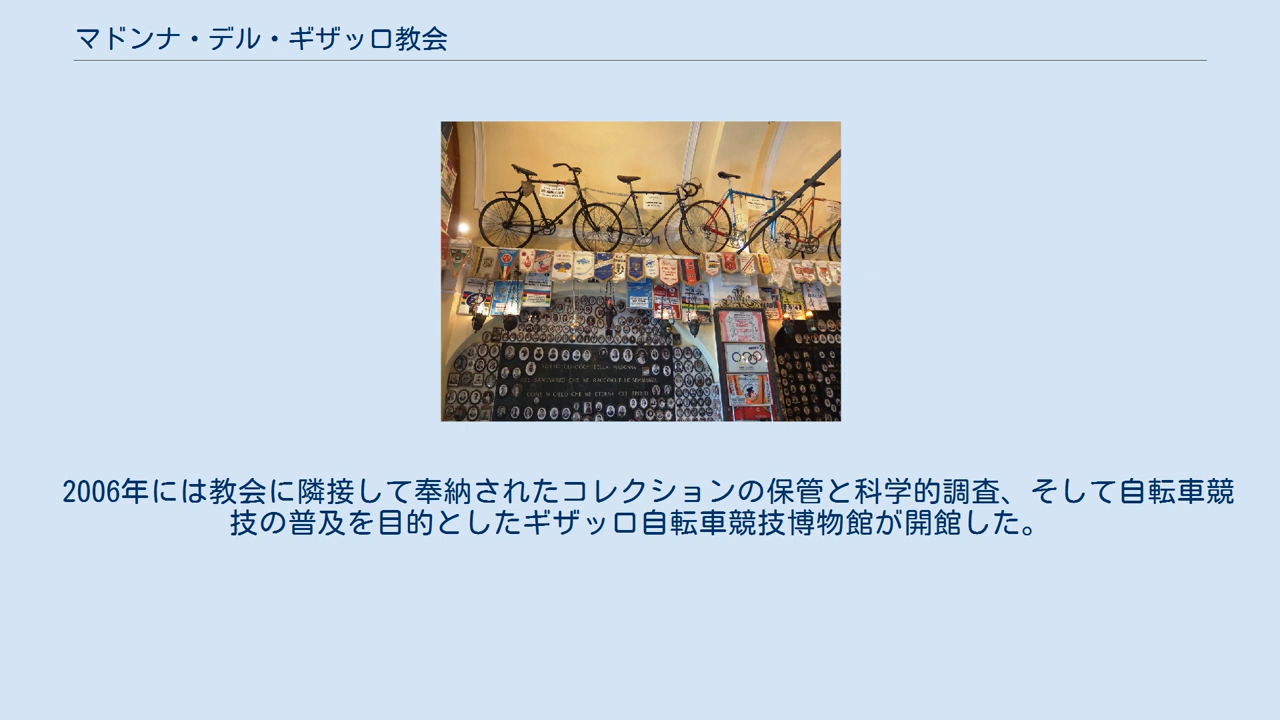 マドンナ・デル・ギザッロ教会
2006年には教会に隣接して奉納されたコレクションの保管と科学的調査、そして自転車競
技の普及を目的としたギザッロ自転車競技博物館が開館した。